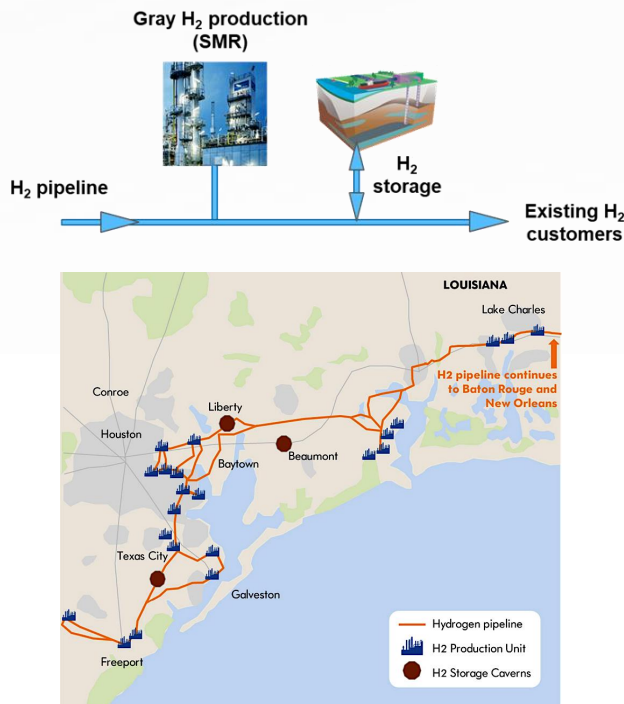 Gray H₂ production
(SMR)
H₂ pipeline
H₂
storage
Existing H₂
customers
LOUISIANA
Lake Charles
H2 pipeline continues
to Baton Rouge and
New Orleans
Conroe
Liberty
Houston
Baytown
Beaumont
Texas City
Galveston
Freeport
Hydrogen pipeline
H2 Production Unit
H2 Storage Caverns